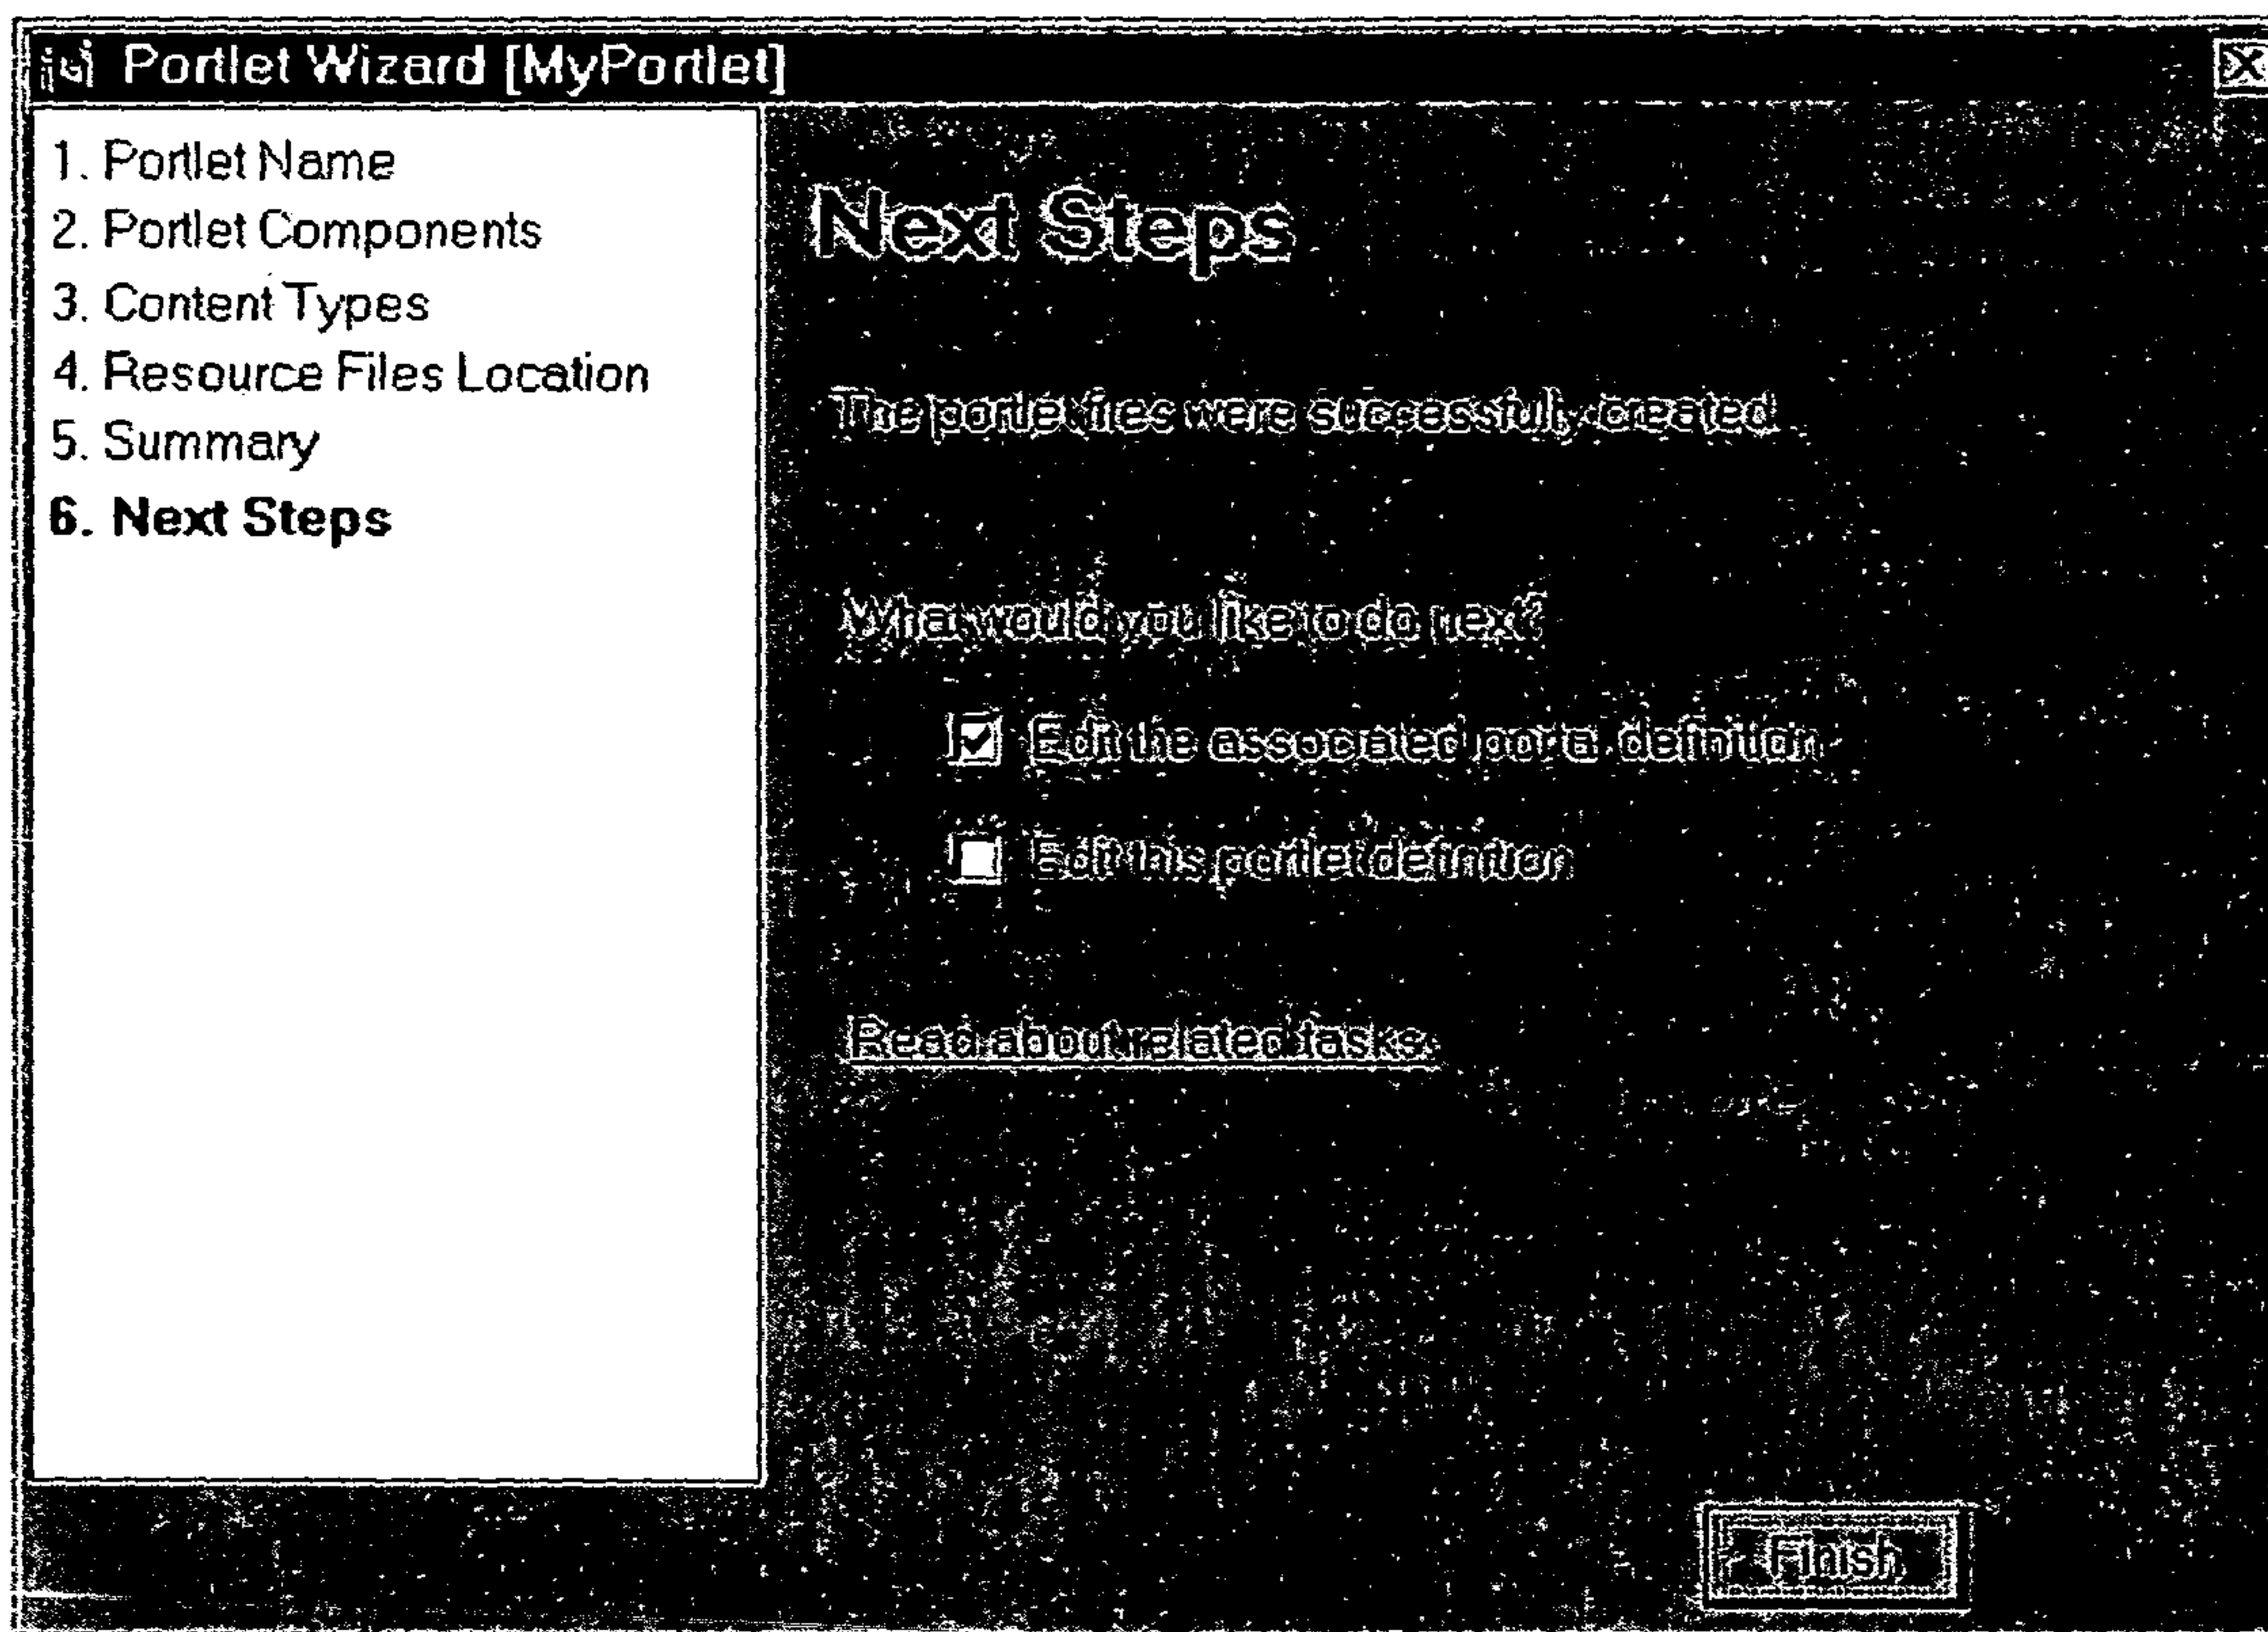 Portlet Wizard [MyPortlet]
1. Portlet Name
2. Portlet Components
3. Content Types
4. Resource Files Location
5. Summary
6. Next Steps
Next Steps
The portlet files were successfully created.
What would you like to do next?
Edit the associated portal definition
Edit this portlet definition
Read about related tasks.
Finish